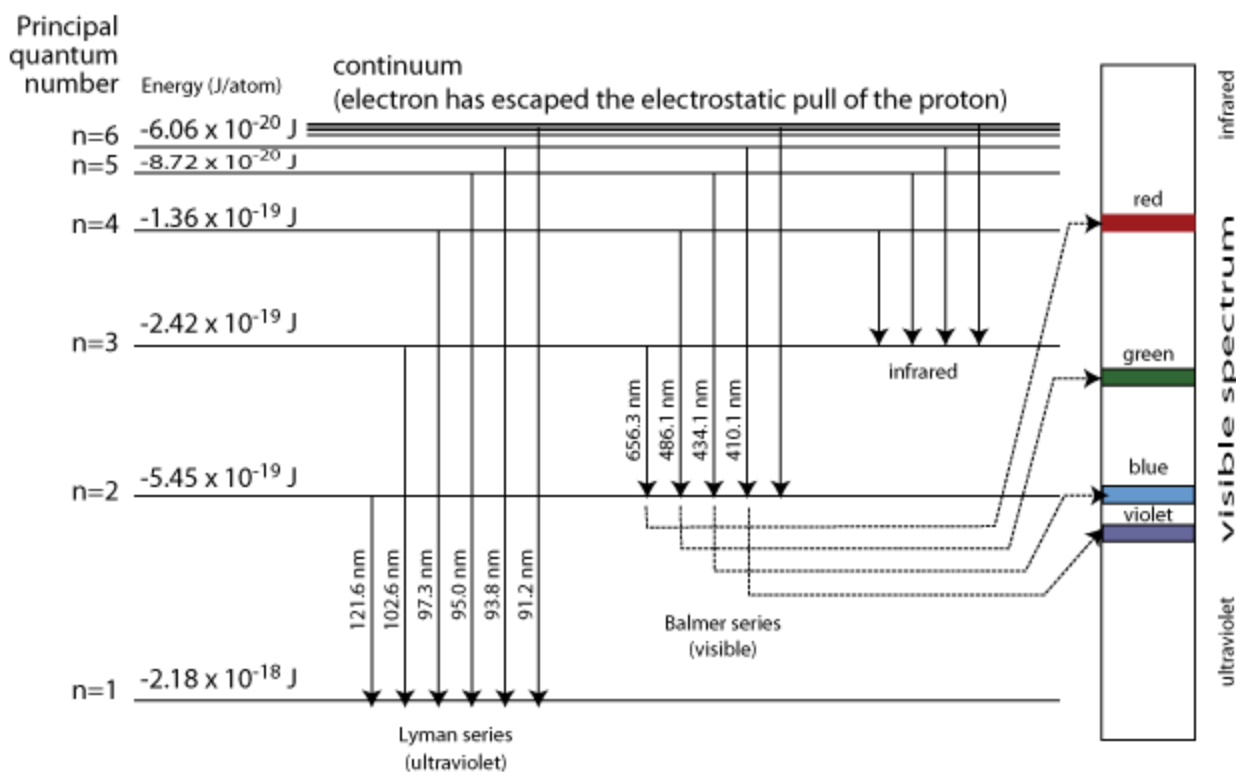 Principal
quantum
number
Energy (J/atom)
continuum
(electron has escaped the electrostatic pull of the proton)
n=6
-6.06 x 10⁻²⁰ J
n=5
-8.72 x 10⁻²⁰ J
n=4
-1.36 x 10⁻¹⁹ J
n=3
-2.42 x 10⁻¹⁹ J
infrared
656.3 nm
486.1 nm
434.1 nm
410.1 nm
n=2
-5.45 x 10⁻¹⁹ J
121.6 nm
102.6 nm
97.3 nm
95.0 nm
93.8 nm
91.2 nm
Balmer series
(visible)
n=1
-2.18 x 10⁻¹⁸ J
Lyman series
(ultraviolet)
red
green
blue
violet
infrared
visible spectrum
ultraviolet